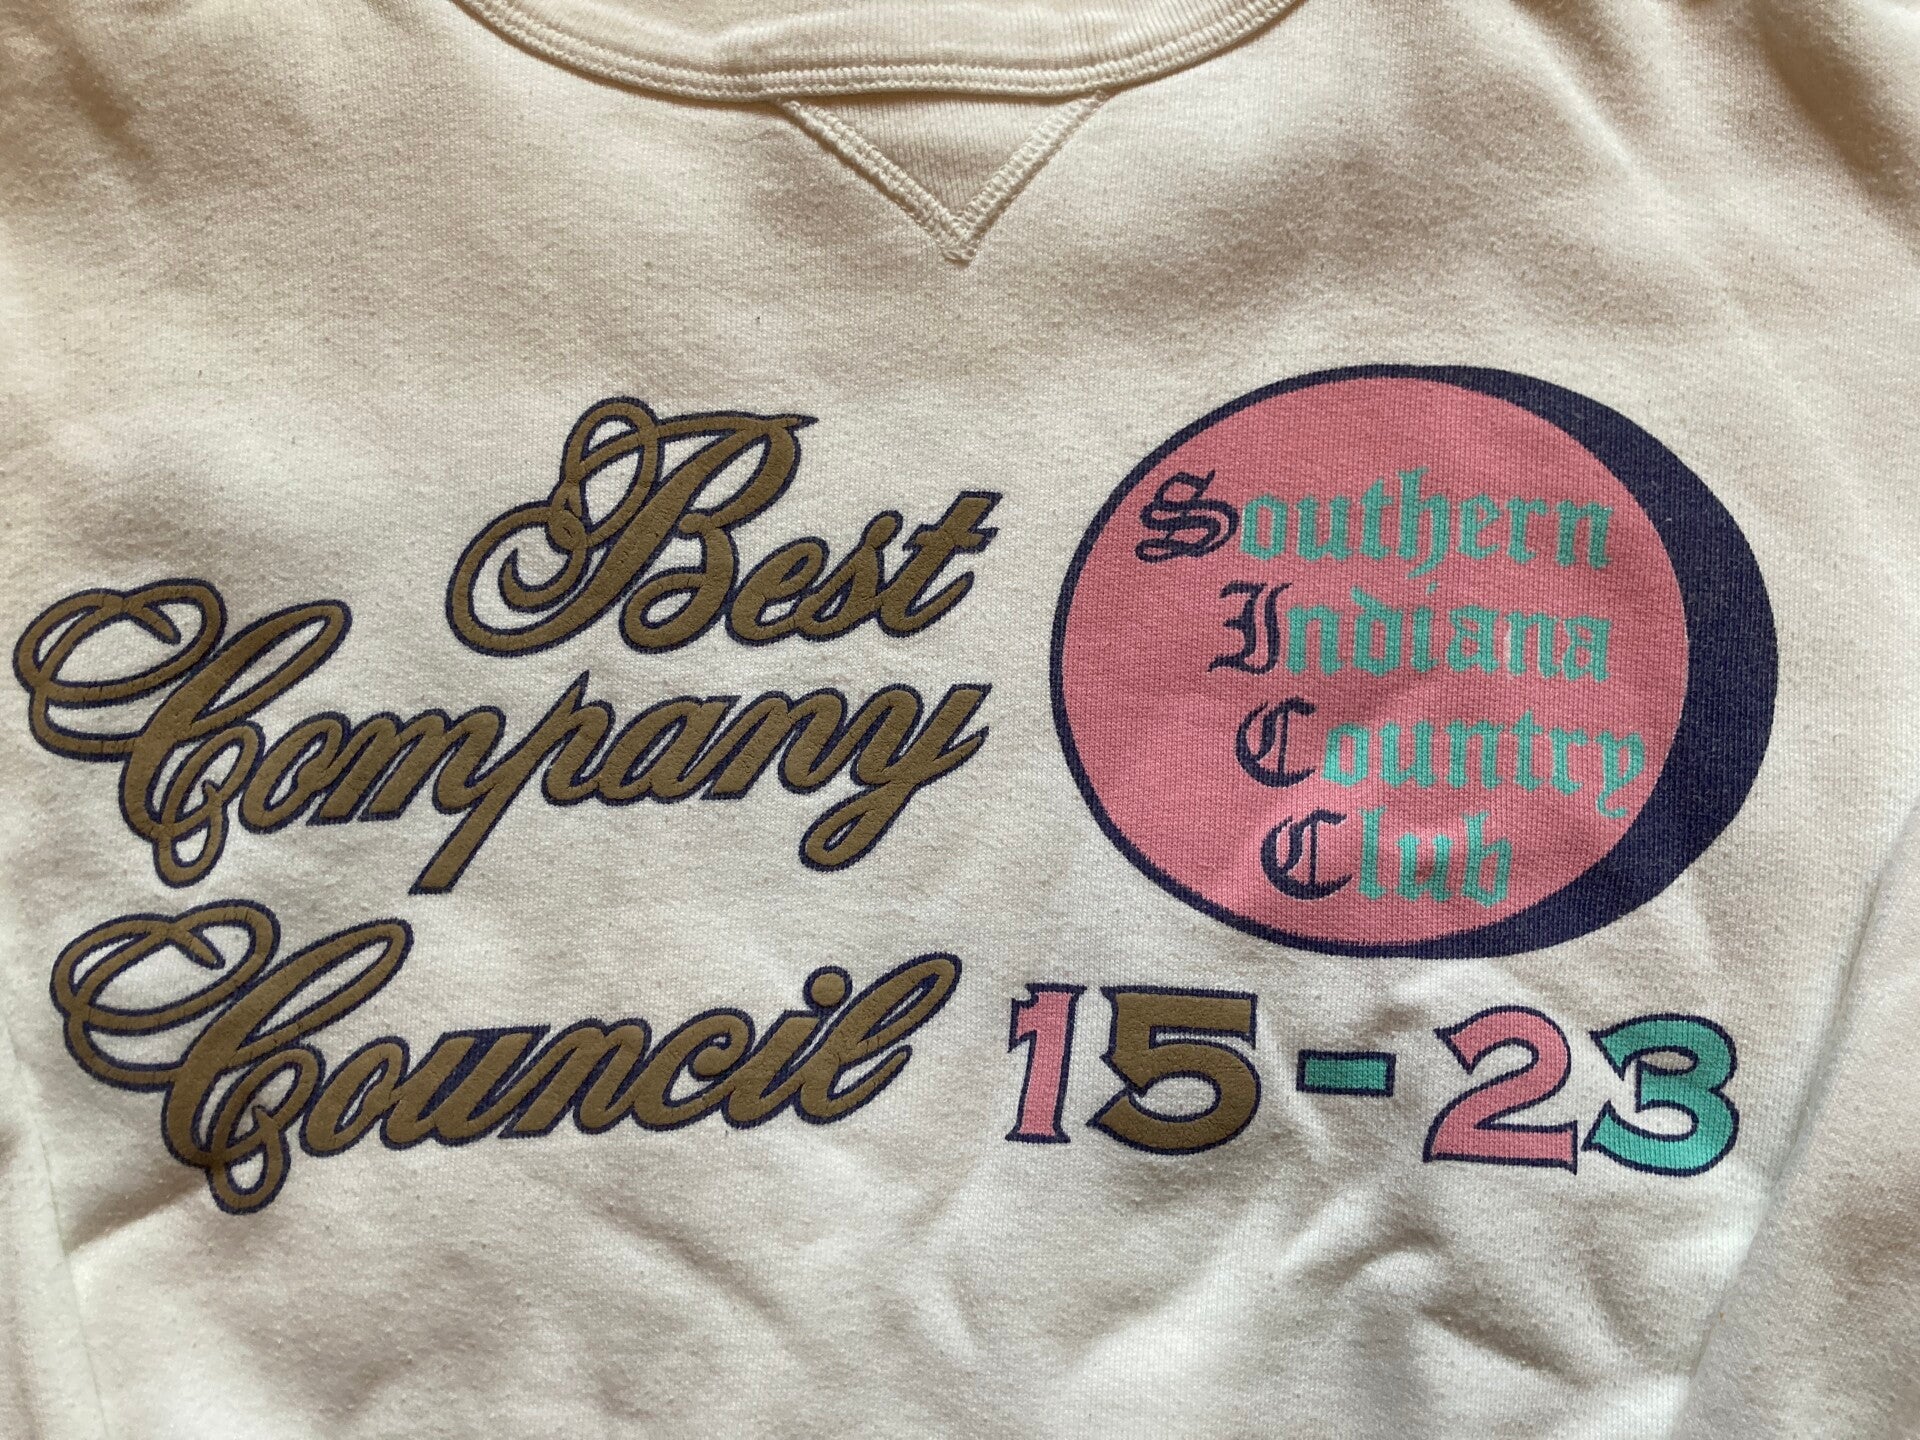 Best
Company
Council
Southern
Indiana
Country
Club
15-23